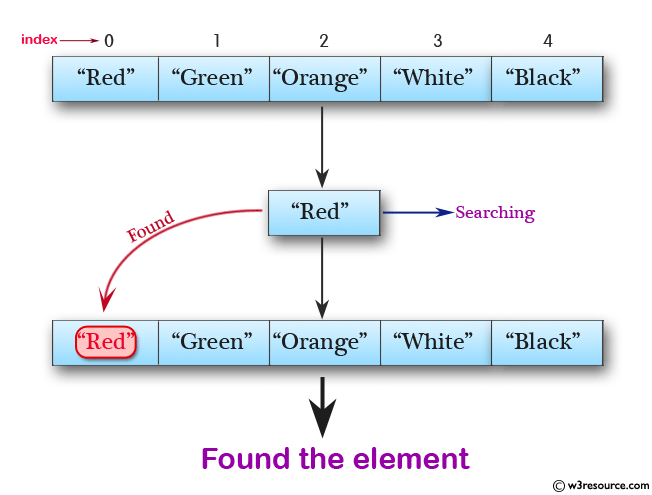 index 0 1 2 3 4
“Red” “Green” “Orange” “White” “Black”
“Red” Searching
Found
“Red” “Green” “Orange” “White” “Black”
Found the element
© w3resource.com